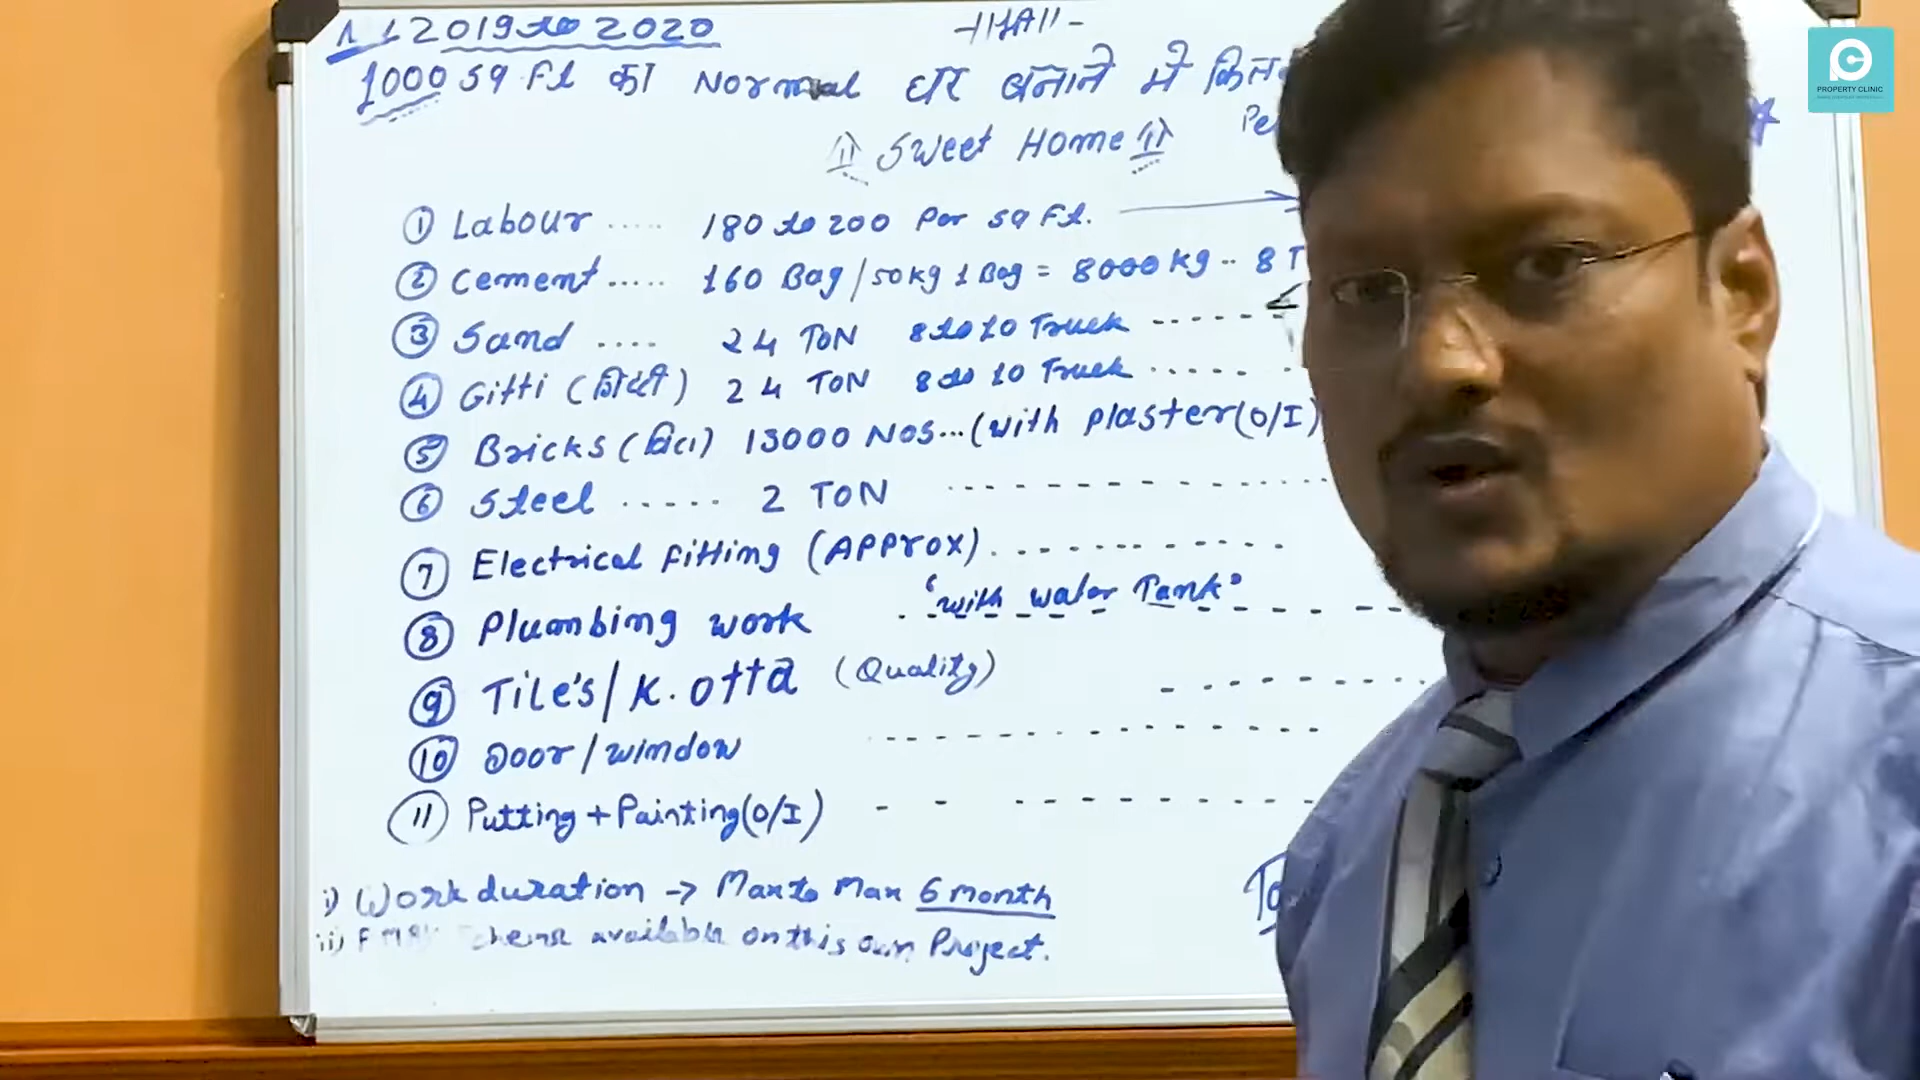 2019 to 2020
1000 sq Ft का Normal घर बनाने में
"Sweet Home"
① Labour ..... 180 to 200 Per sq Ft.
② Cement ..... 160 Bag/50kg 1 Bag = 8000 kg .. 8 T
③ Sand .... 24 TON 8 to 10 Truck
④ Gitti (गिट्टी) 24 TON 8 to 10 Truck
⑤ Bricks 13000 NOS...(with plaster(O/I)
⑥ Steel ..... 2 TON
⑦ Electrical Fitting (APProx)
⑧ Plumbing work "with water Tank"
⑨ Tile's/K.otta (Quality)
⑩ Door/window
⑪ Putting+Painting(O/I)
i) Work duration → Max to Max 6 month
ii) available on this own Project.
PROPERTY CLINIC